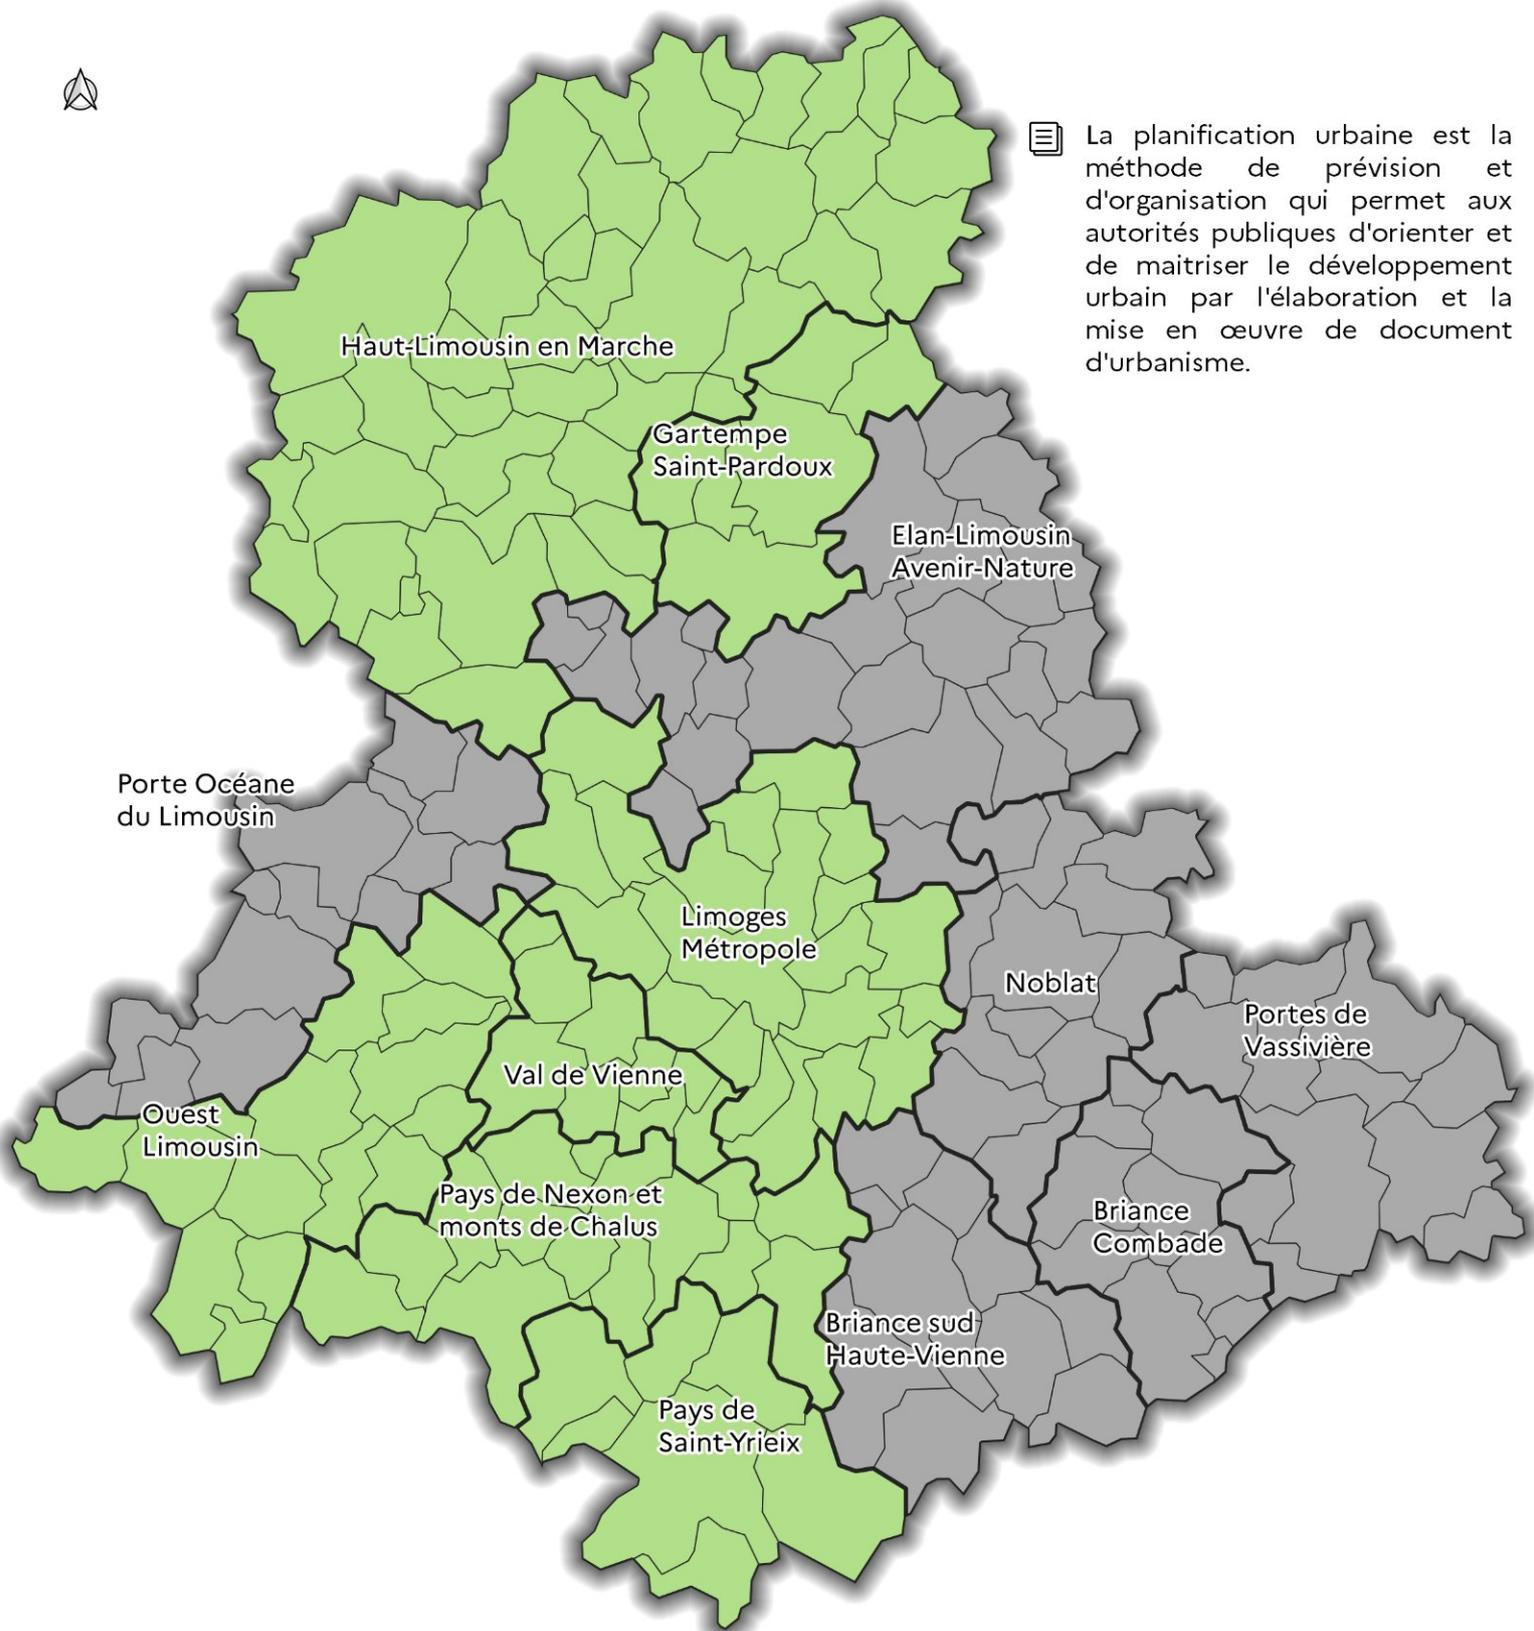 La planification urbaine est la
méthode de prévision et
d'organisation qui permet aux
autorités publiques d'orienter et
de maitriser le développement
urbain par l'élaboration et la
mise en œuvre de document
d'urbanisme.
Haut-Limousin en Marche
Gartempe
Saint-Pardoux
Elan-Limousin
Avenir-Nature
Porte Océane
du Limousin
Limoges
Métropole
Noblat
Portes de
Vassivière
Val de Vienne
Ouest
Limousin
Pays de Nexon et
monts de Chalus
Briance
Combade
Briance sud
Haute-Vienne
Pays de
Saint-Yrieix